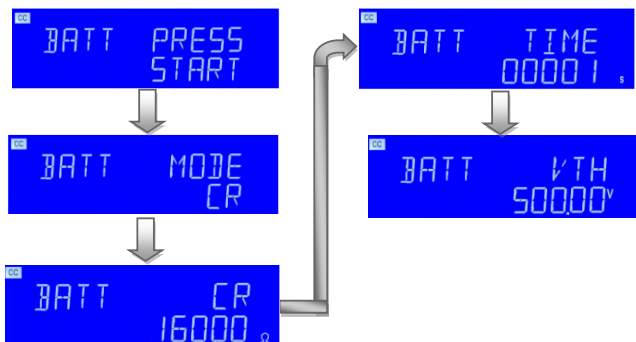 CC
BATT PRESS
START
CC
BATT MODE
CR
CC
BATT CR
16000 Ω
CC
BATT TIME
00001 s
CC
BATT VTH
500.00 V